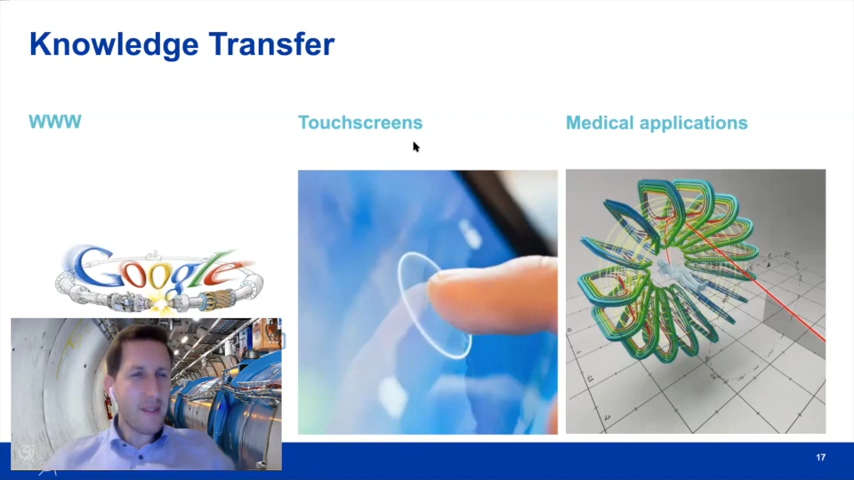 Knowledge Transfer
WWW
Touchscreens
Medical applications
Google
17